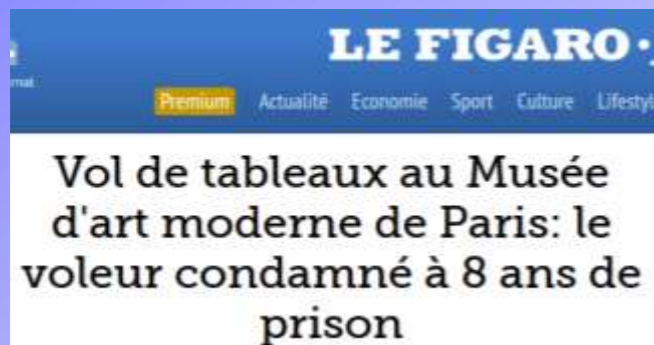 LE FIGARO
Premium Actualité Economie Sport Culture Lifestyl
Vol de tableaux au Musée
d'art moderne de Paris: le
voleur condamné à 8 ans de
prison